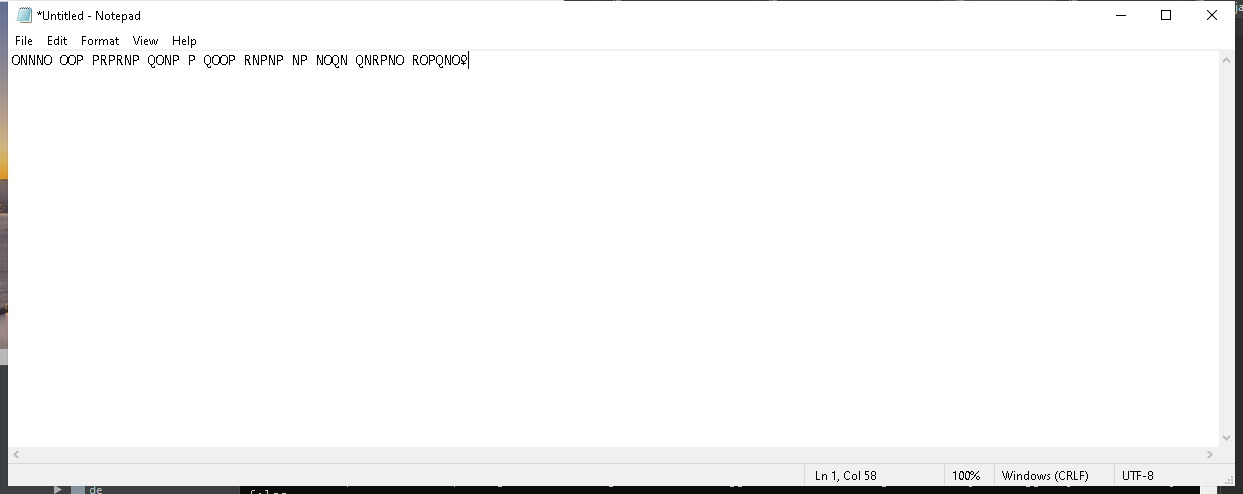 *Untitled - Notepad
File Edit Format View Help
ONNNO OOP PRPRNP QONP P QOOP RNPNP NP NOQN QNRPNO ROPQNO♀
Ln 1, Col 58 100% Windows (CRLF) UTF-8
de